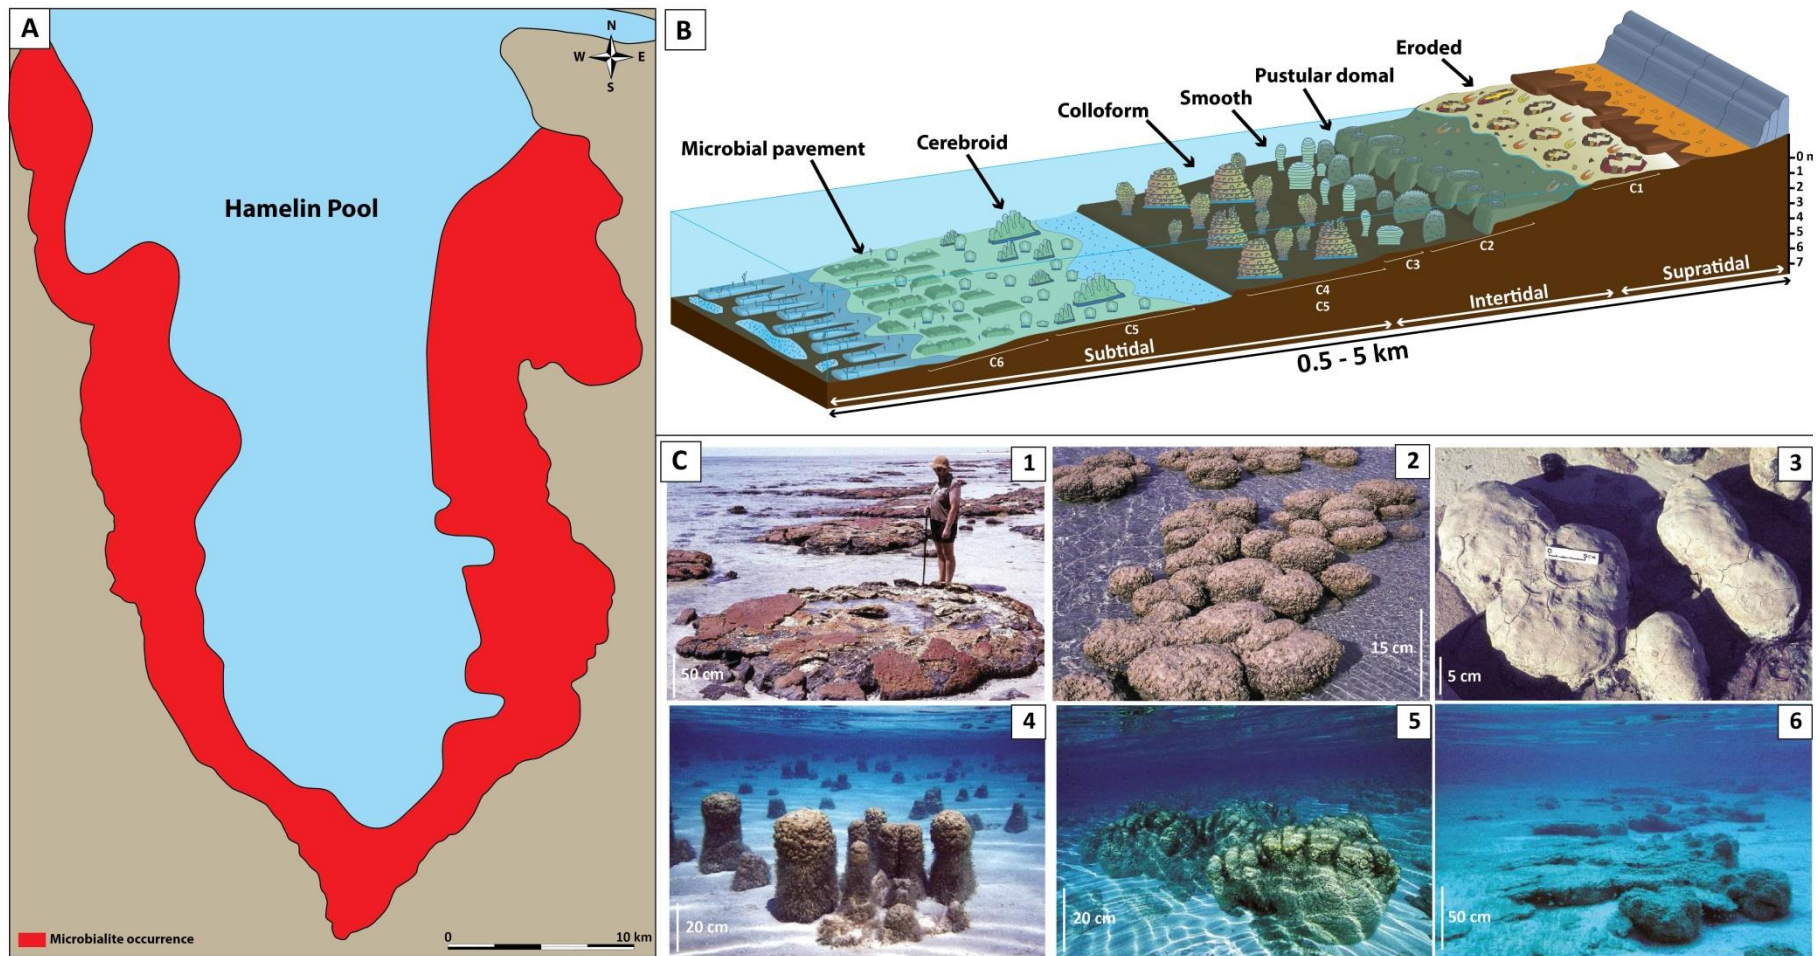 A
N
W E
S
Hamelin Pool
Microbialite occurrence
0 10 km
B
Eroded
Pustular domal
Smooth
Colloform
Cerebroid
Microbial pavement
0 m
1
2
3
4
5
6
7
C1
C2
C3
C4
C5
C5
C6
Supratidal
Intertidal
Subtidal
0.5 - 5 km
C
1
50 cm
2
15 cm
3
5 cm
4
20 cm
5
20 cm
6
50 cm